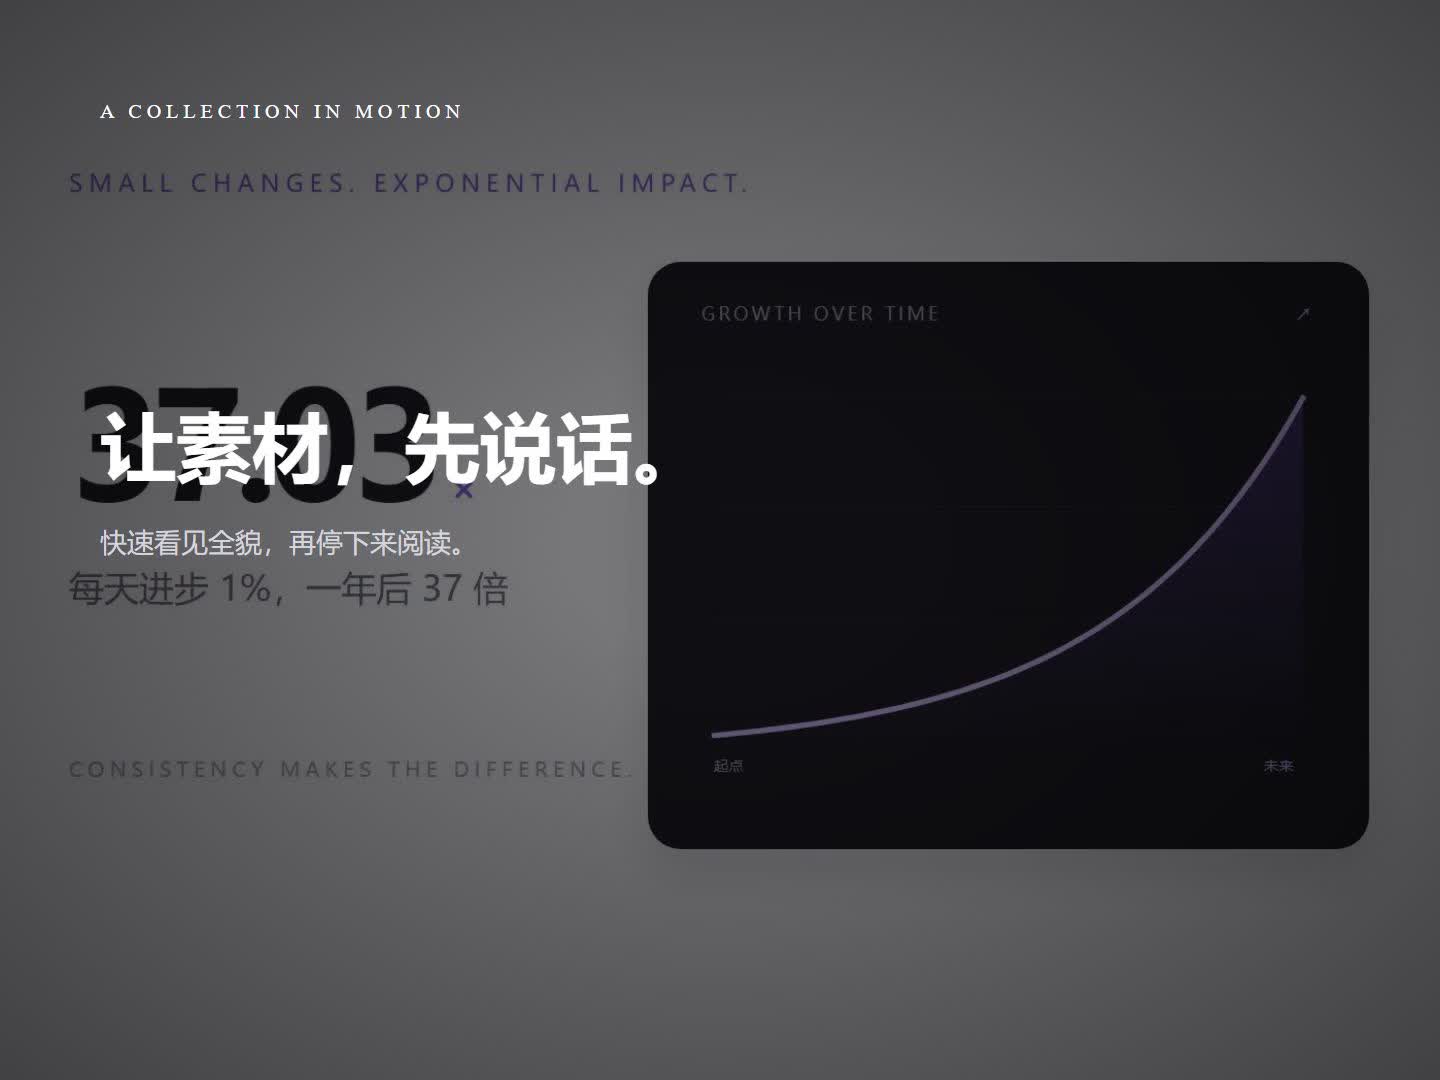 A COLLECTION IN MOTION
SMALL CHANGES. EXPONENTIAL IMPACT.
GROWTH OVER TIME ↗
37.03×
让素材，先说话。
快速看见全貌，再停下来阅读。
每天进步 1%，一年后 37 倍
起点 未来
CONSISTENCY MAKES THE DIFFERENCE.